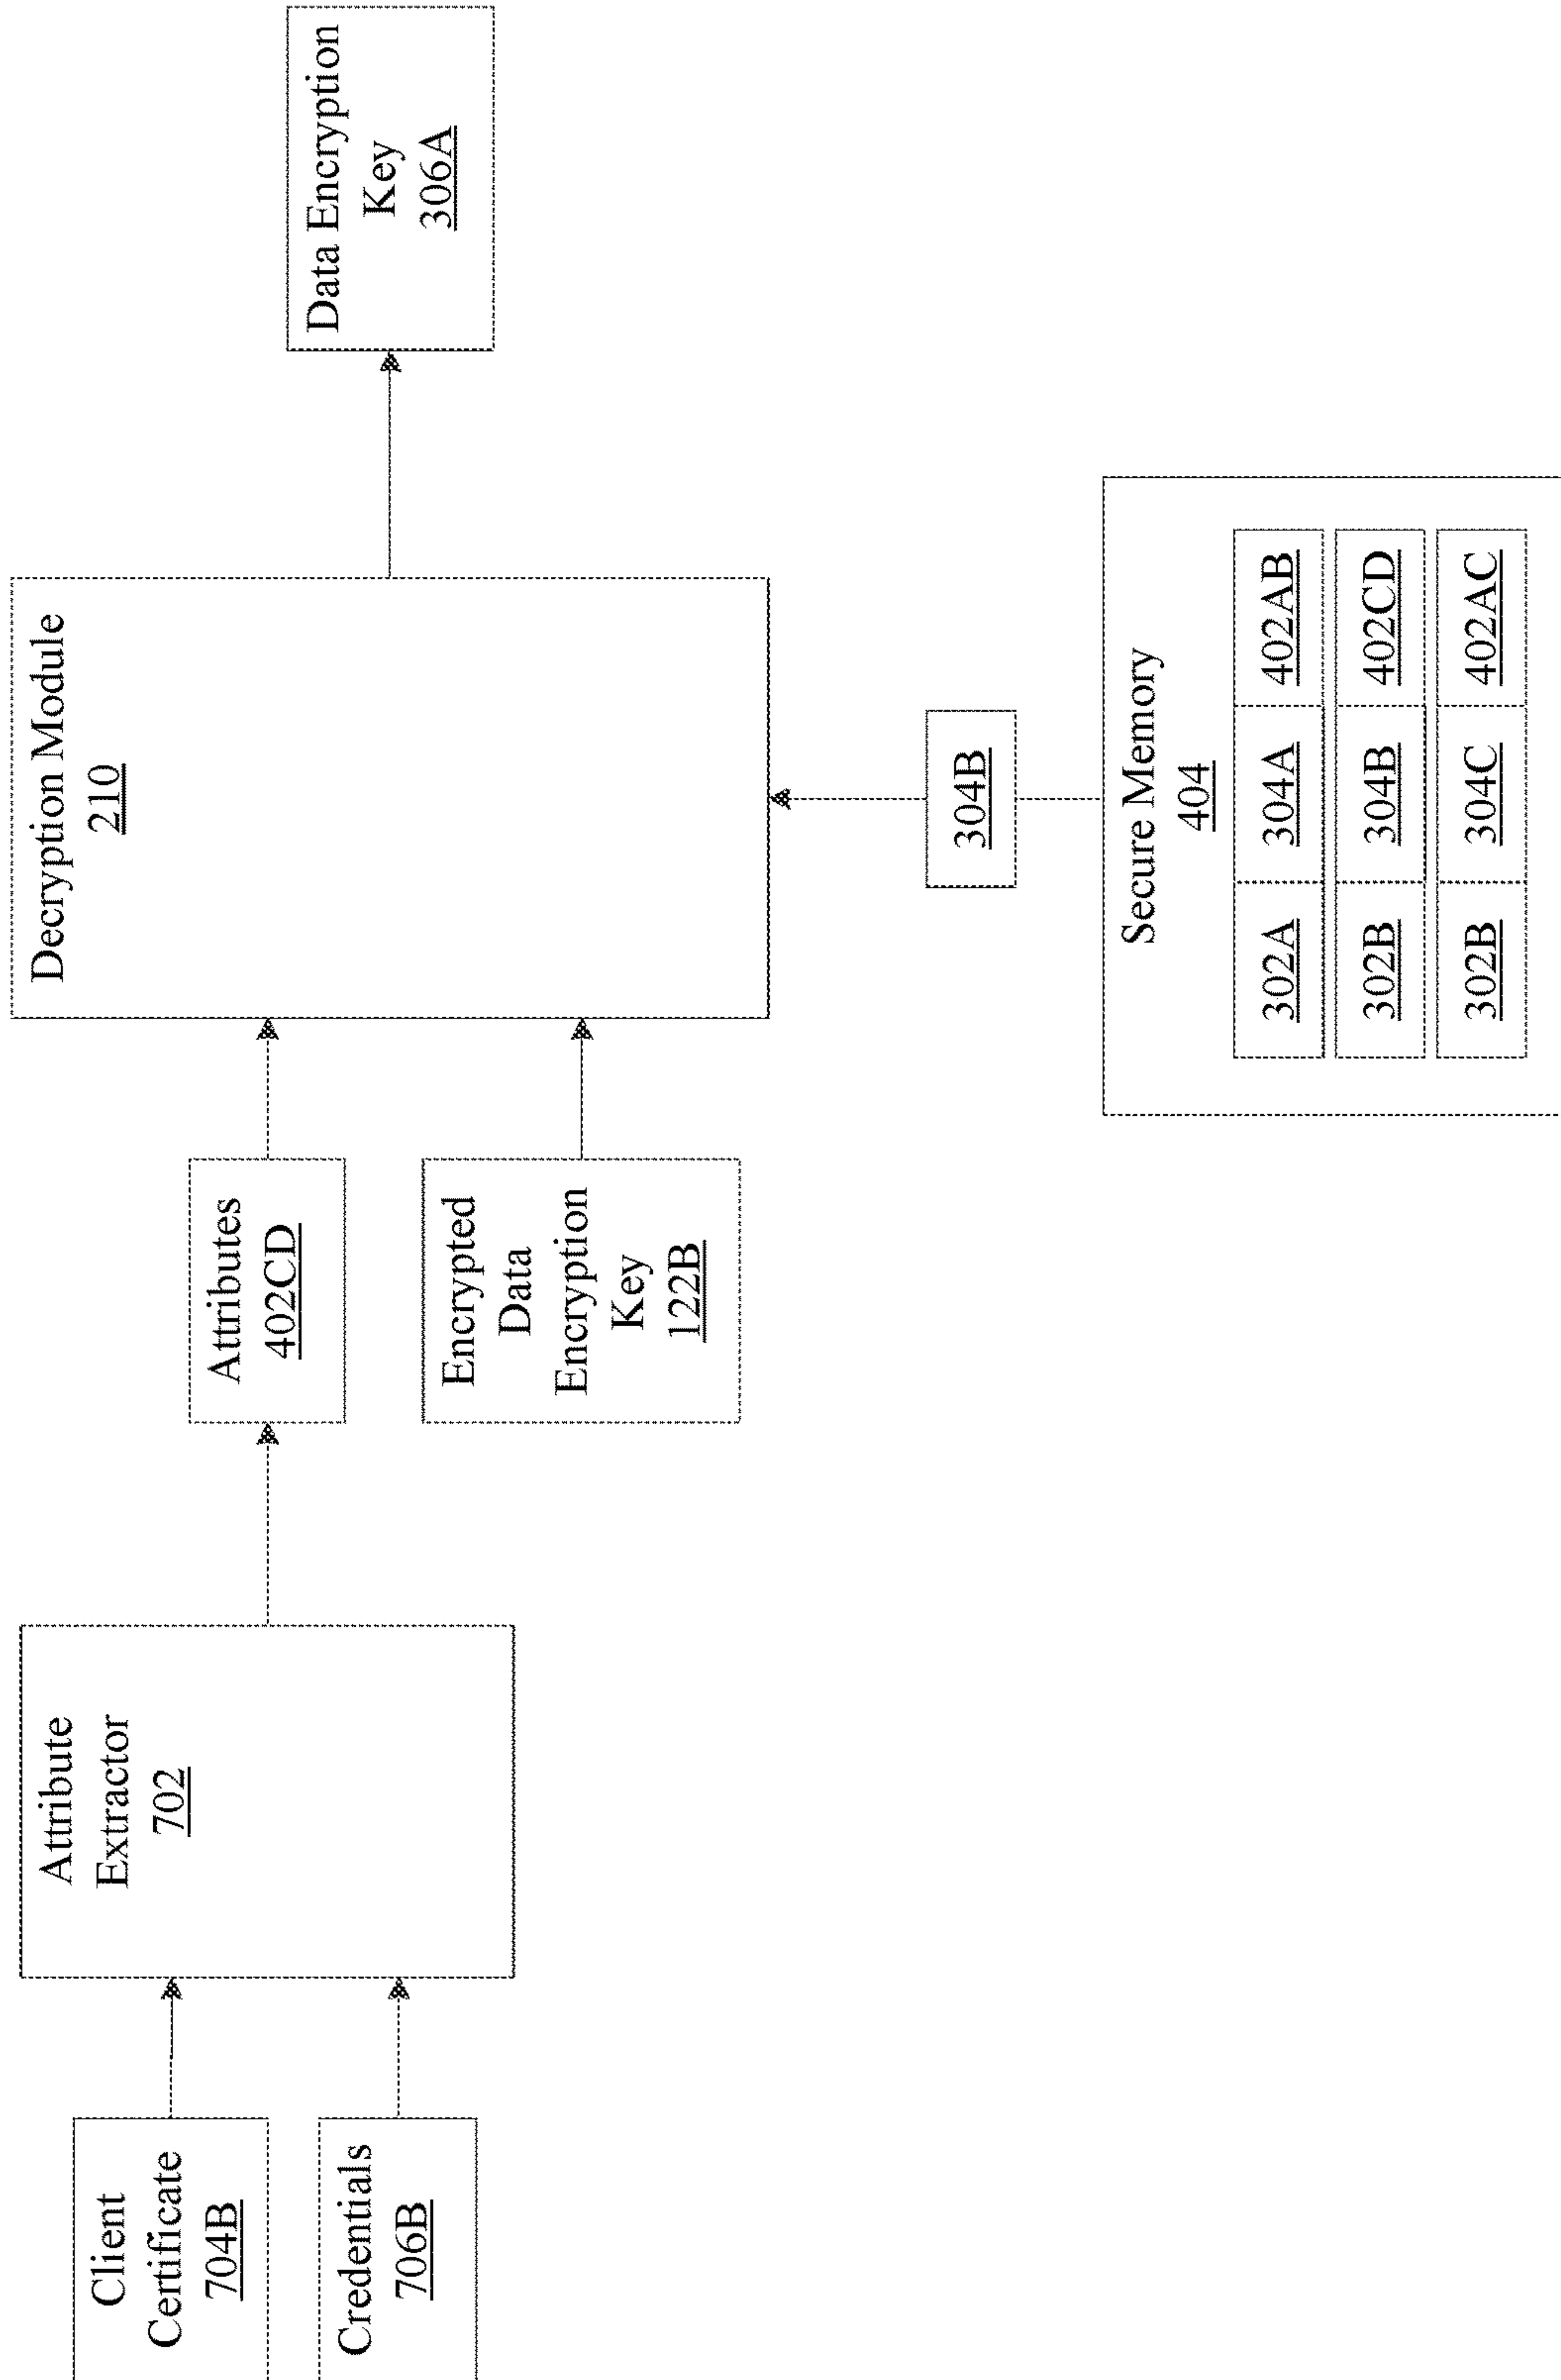 Client
Certificate
704B
Credentials
706B
Attribute
Extractor
702
Attributes
402CD
Encrypted
Data
Encryption
Key
122B
Decryption Module
210
304B
Secure Memory
404
302A 304A 402AB
302B 304B 402CD
302B 304C 402AC
Data Encryption
Key
306A